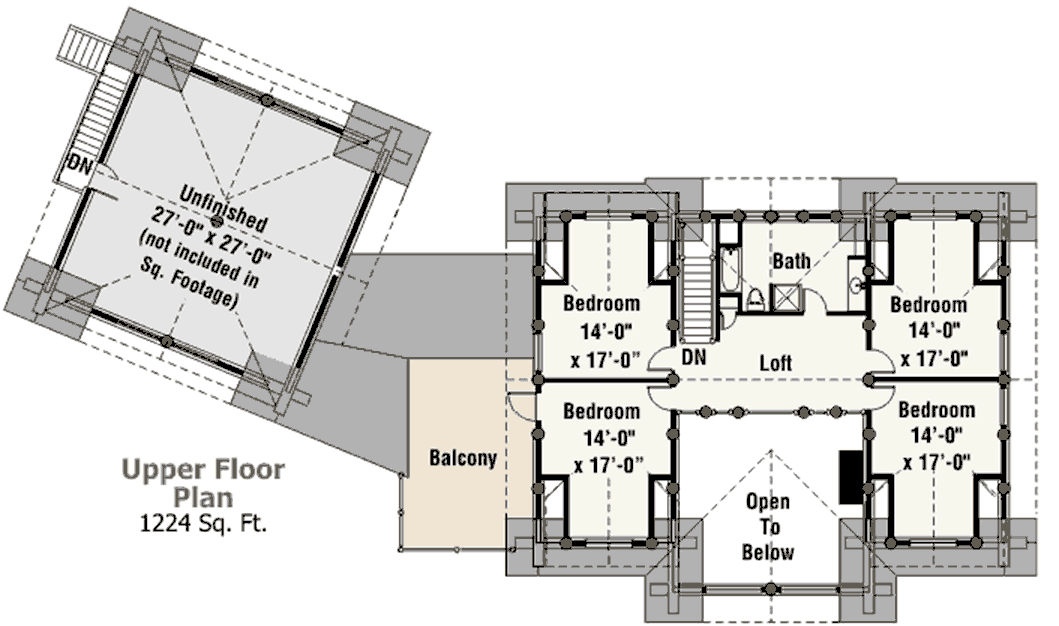 DN
Unfinished
27'-0" x 27'-0"
(not included in
Sq. Footage)
Bath
Bedroom
14'-0"
x 17'-0"
Bedroom
14'-0"
x 17'-0"
DN
Loft
Bedroom
14'-0"
x 17'-0"
Bedroom
14'-0"
x 17'-0"
Balcony
Upper Floor
Plan
1224 Sq. Ft.
Open
To
Below